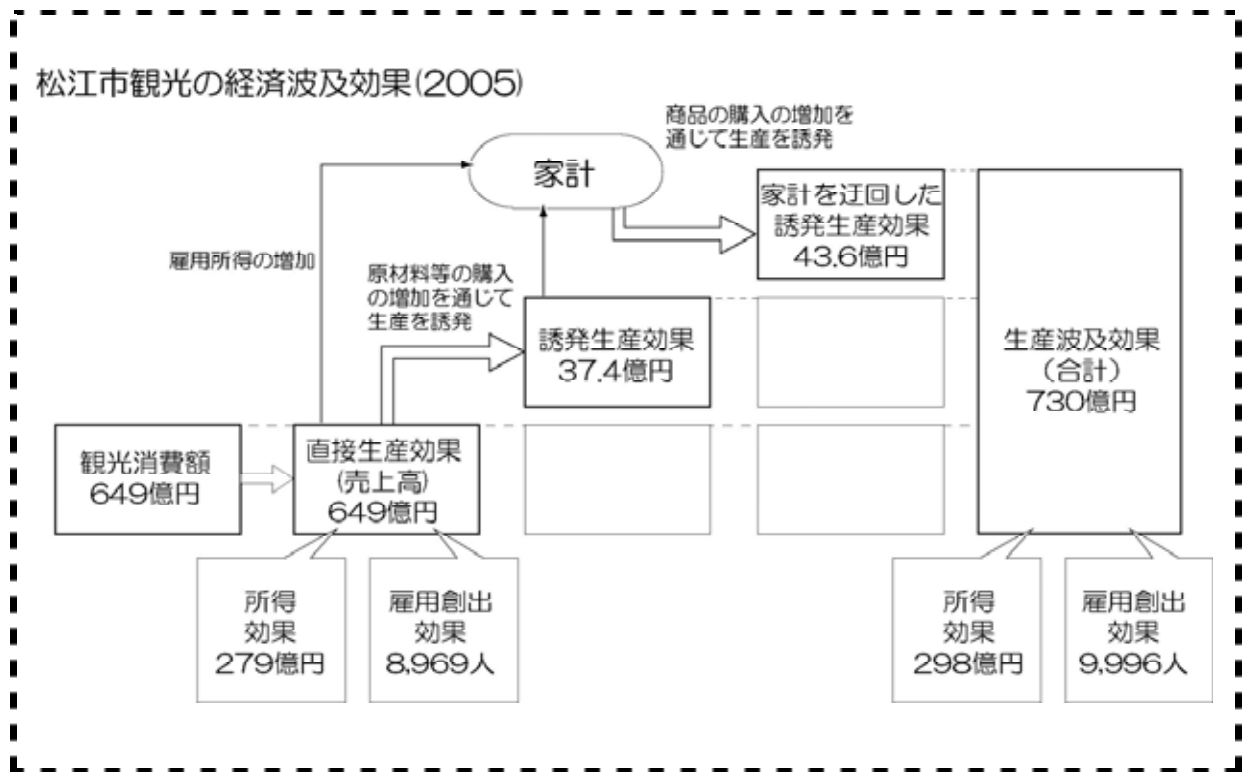 松江市観光の経済波及効果(2005)
商品の購入の増加を
通じて生産を誘発
家計
家計を迂回した
誘発生産効果
43.6億円
雇用所得の増加
原材料等の購入
の増加を通じて
生産を誘発
誘発生産効果
37.4億円
生産波及効果
（合計）
730億円
観光消費額
649億円
直接生産効果
(売上高)
649億円
所得
効果
279億円
雇用創出
効果
8,969人
所得
効果
298億円
雇用創出
効果
9,996人